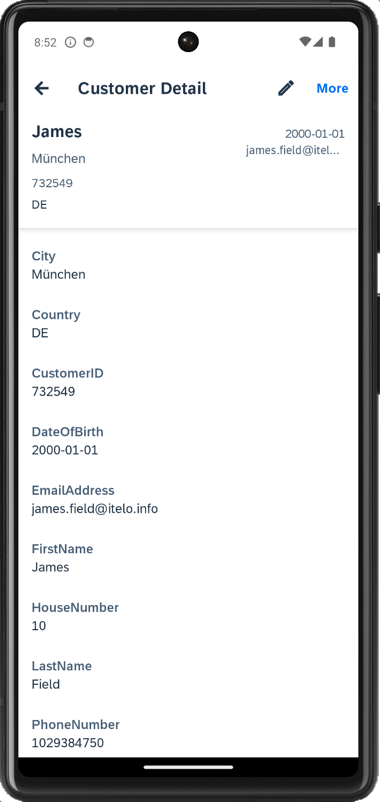 8:52
Customer Detail More
James 2000-01-01
München james.field@itel...
732549
DE
City
München
Country
DE
CustomerID
732549
DateOfBirth
2000-01-01
EmailAddress
james.field@itelo.info
FirstName
James
HouseNumber
10
LastName
Field
PhoneNumber
1029384750